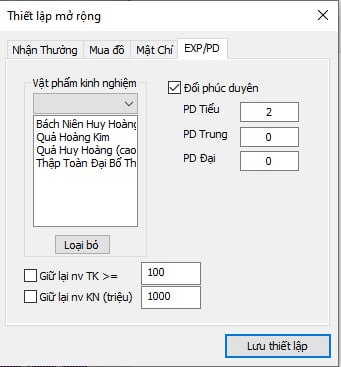 Thiết lập mở rộng
Nhận Thưởng
Mua đồ
Mật Chí
EXP/PD
Vật phẩm kinh nghiệm
Bách Niên Huy Hoàng
Quả Hoàng Kim
Quả Huy Hoàng (cao
Thập Toàn Đại Bổ Th
Loại bỏ
Đổi phúc duyên
PD Tiểu 2
PD Trung 0
PD Đại 0
Giữ lại nv TK >= 100
Giữ lại nv KN (triệu) 1000
Lưu thiết lập